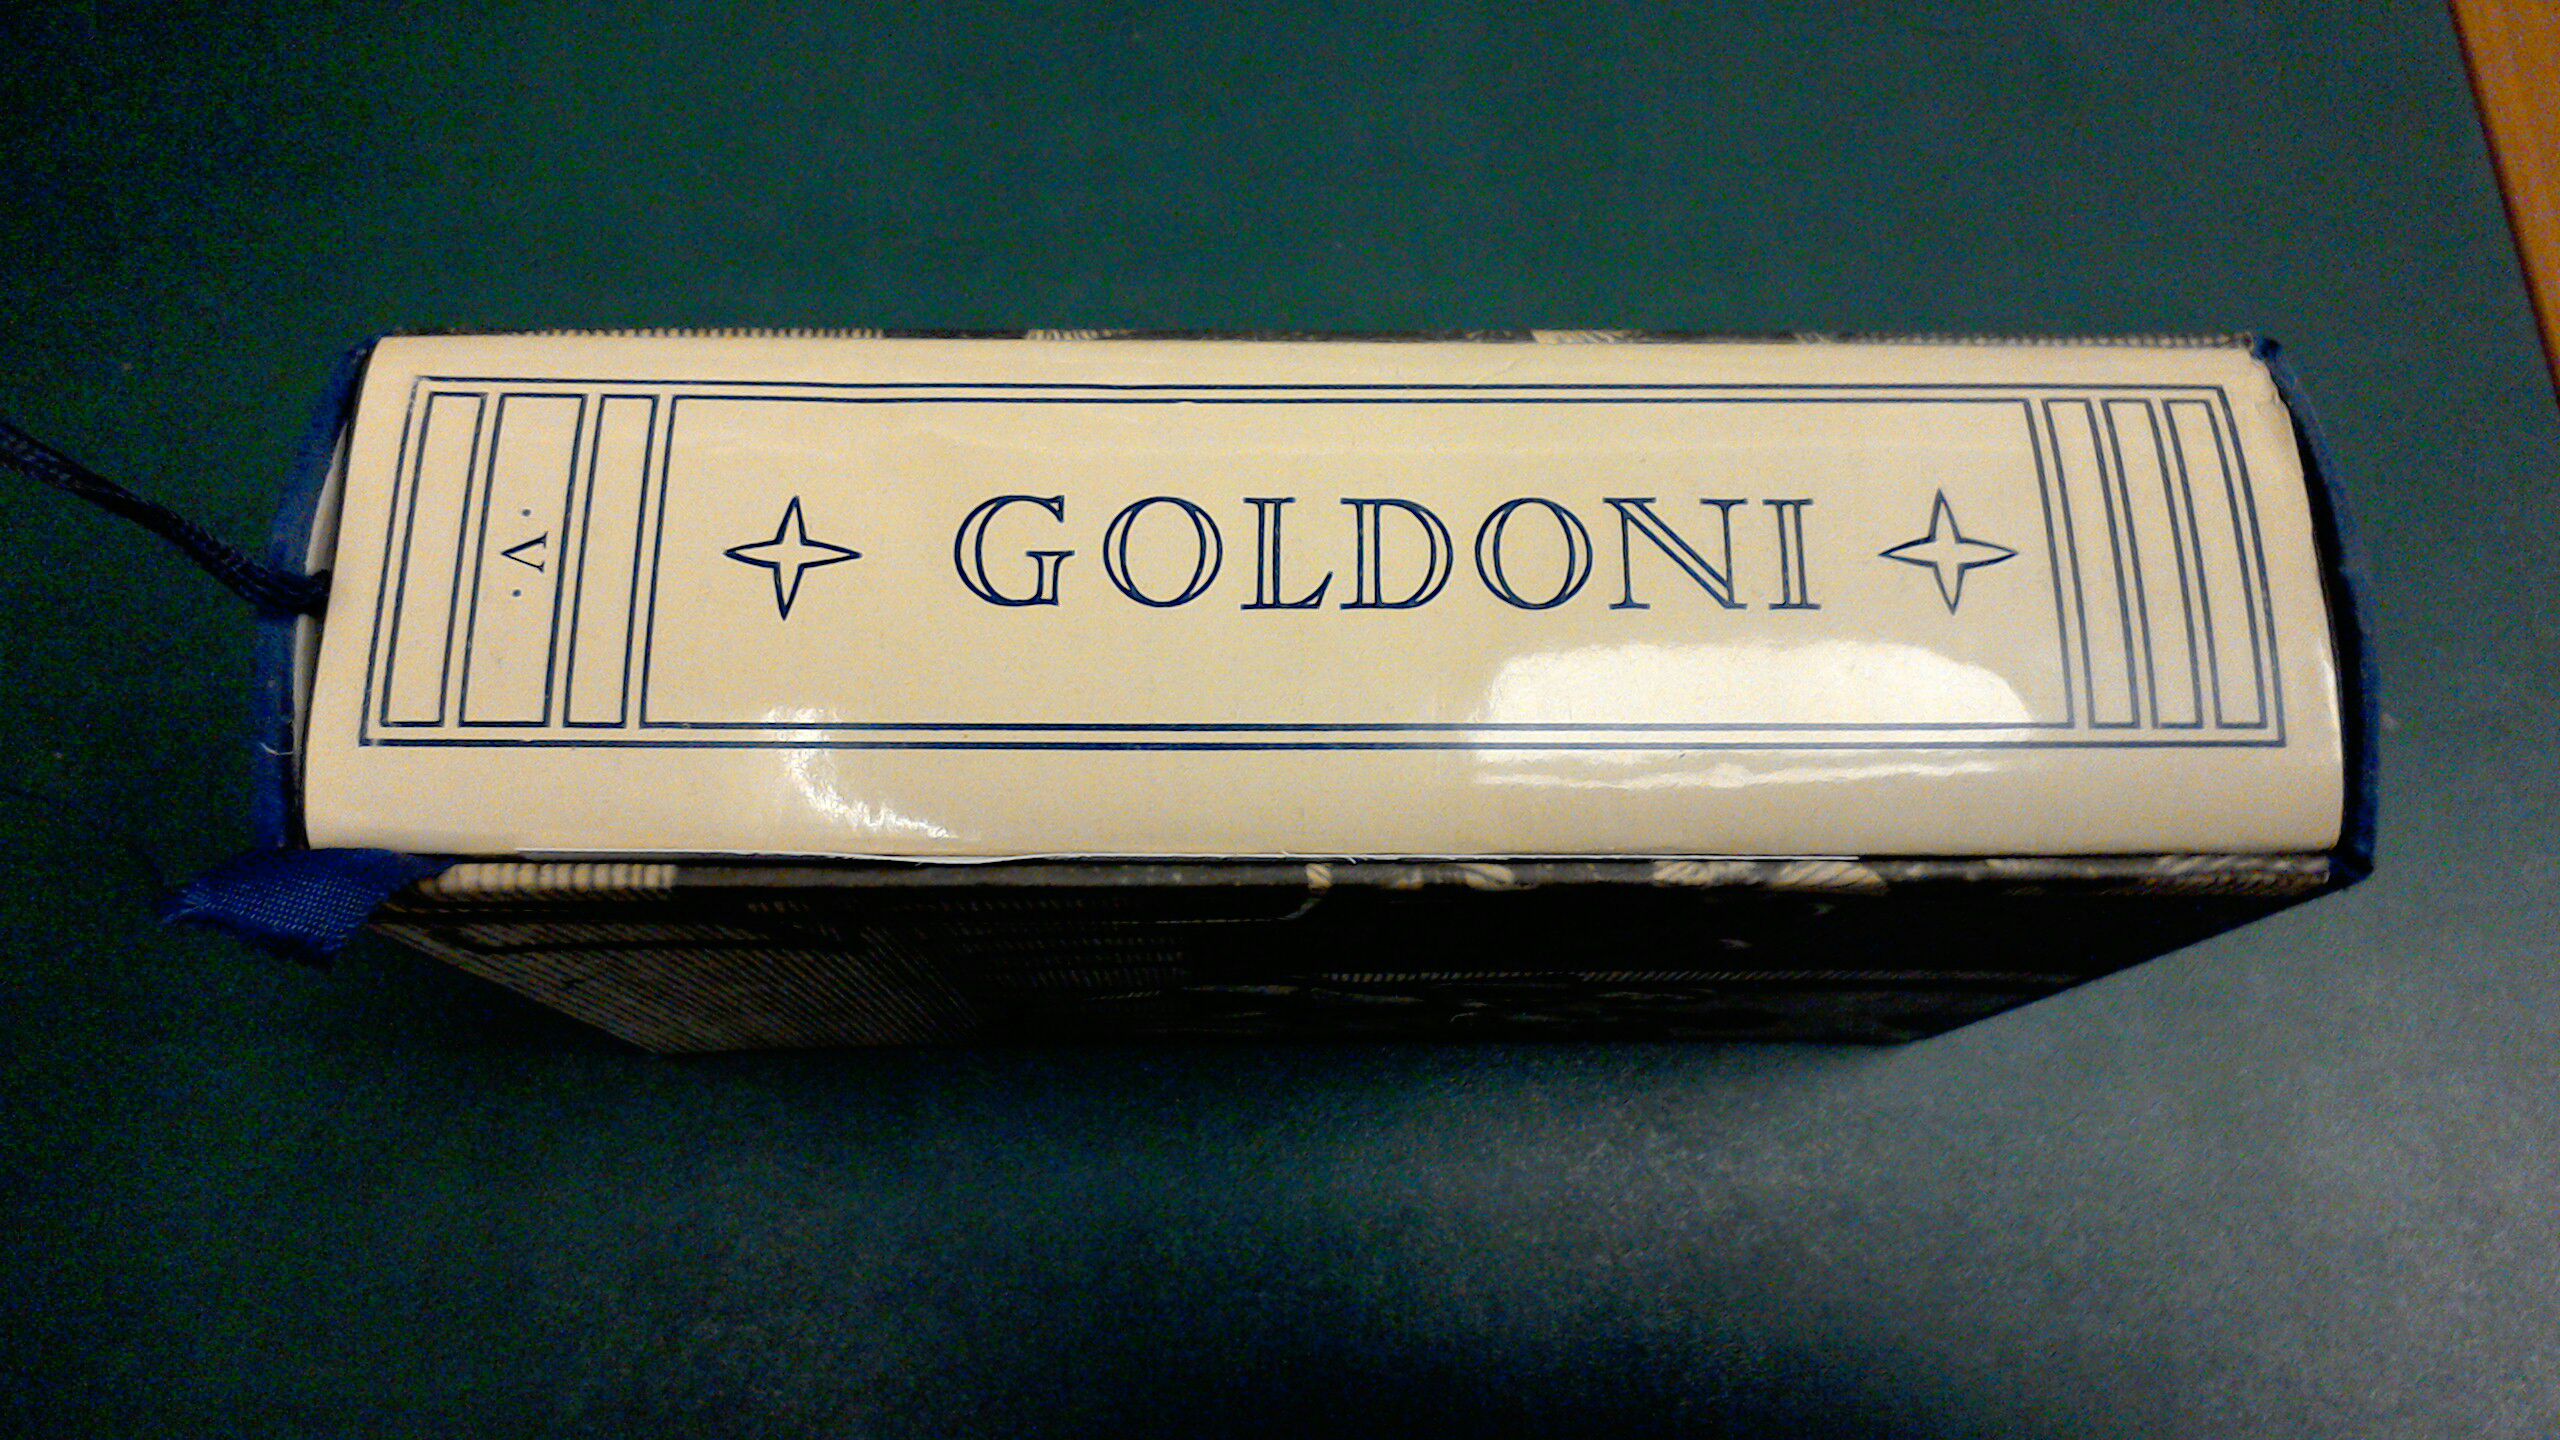 · V ·
GOLDONI